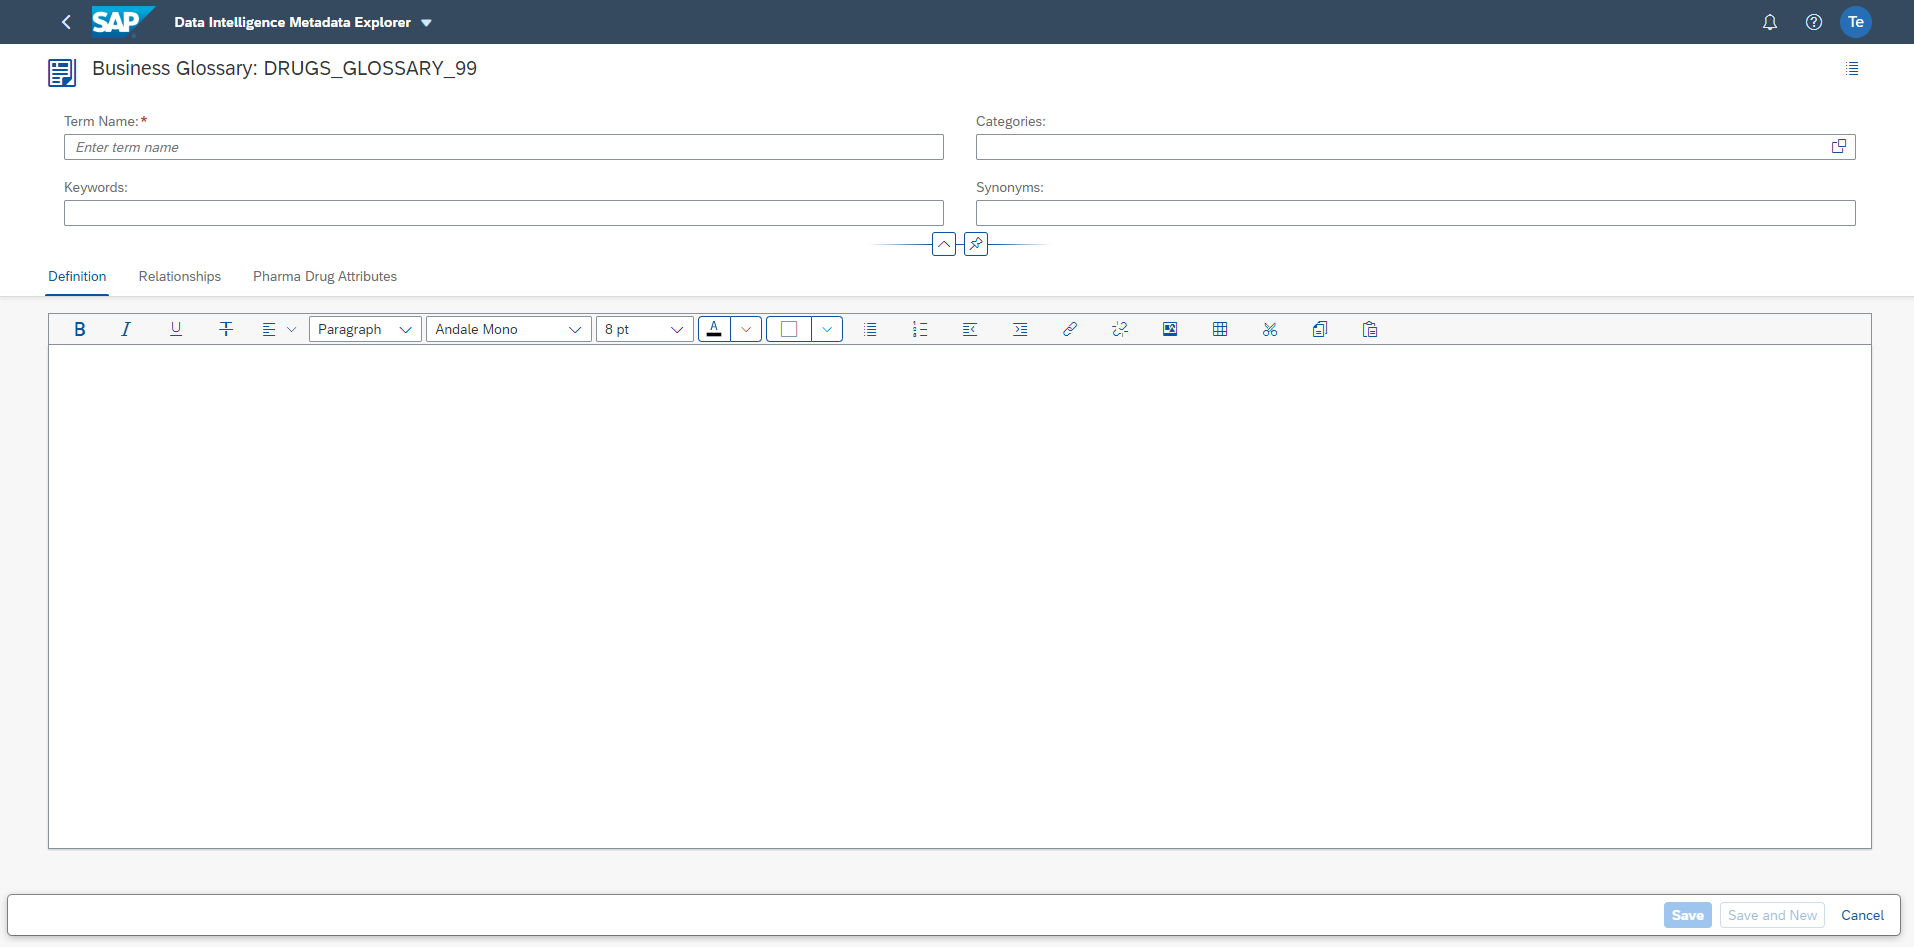 SAP Data Intelligence Metadata Explorer Te
Business Glossary: DRUGS_GLOSSARY_99
Term Name:* Categories:
Enter term name
Keywords: Synonyms:
Definition Relationships Pharma Drug Attributes
B I U T Paragraph Andale Mono 8 pt A
Save Save and New Cancel